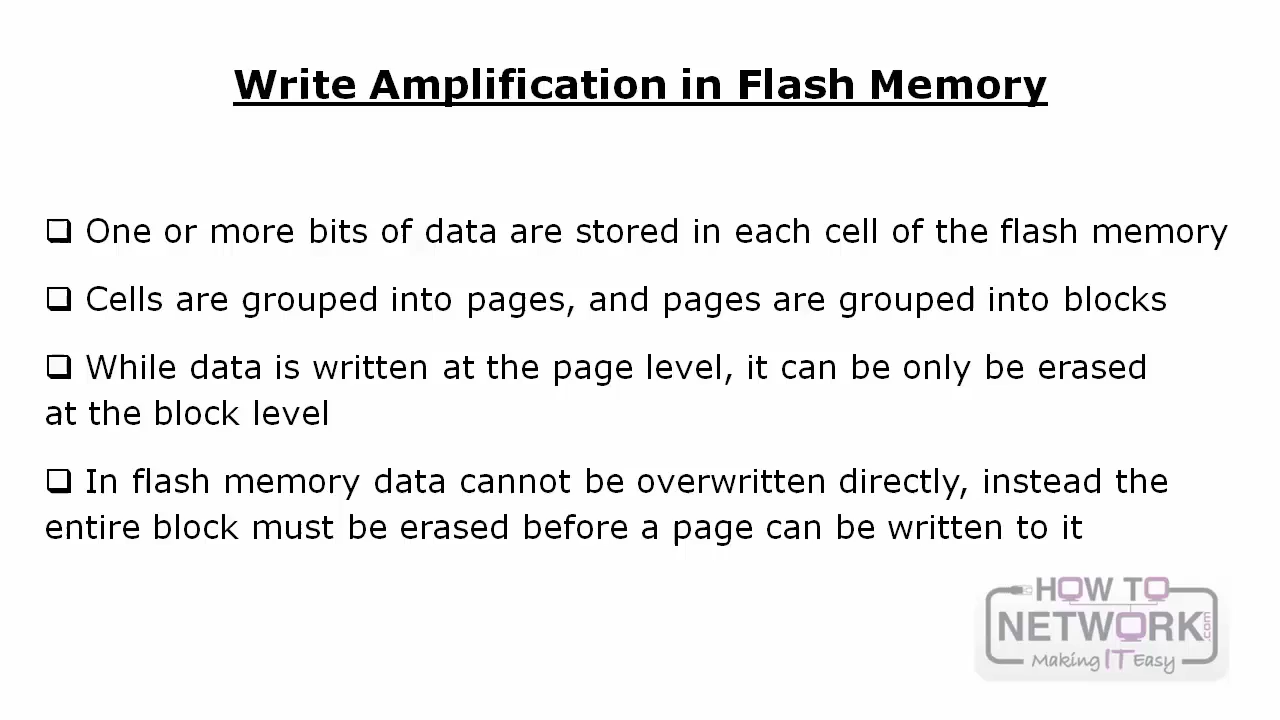 Write Amplification in Flash Memory
❑ One or more bits of data are stored in each cell of the flash memory
❑ Cells are grouped into pages, and pages are grouped into blocks
❑ While data is written at the page level, it can be only be erased
at the block level
❑ In flash memory data cannot be overwritten directly, instead the
entire block must be erased before a page can be written to it
HOW TO
NETWORK.com
Making IT Easy